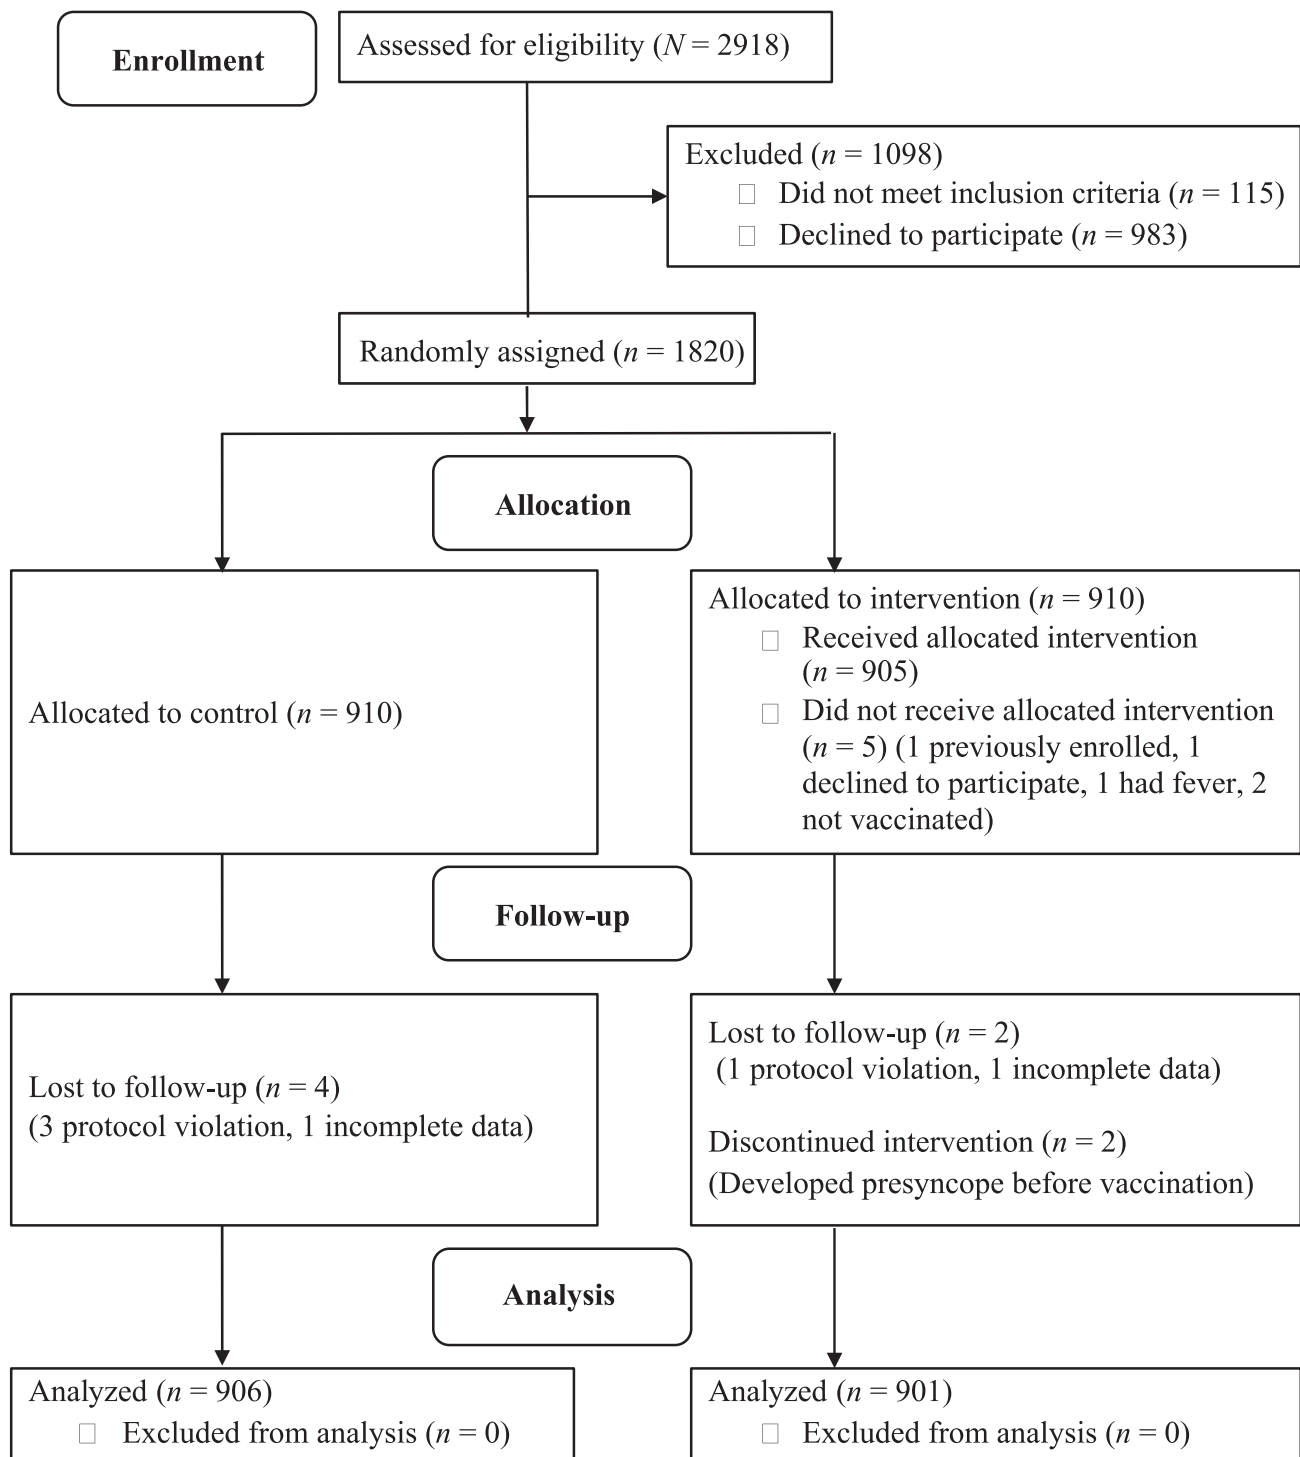 Enrollment
Assessed for eligibility (N = 2918)
Excluded (n = 1098)
Did not meet inclusion criteria (n = 115)
Declined to participate (n = 983)
Randomly assigned (n = 1820)
Allocation
Allocated to control (n = 910)
Allocated to intervention (n = 910)
Received allocated intervention
(n = 905)
Did not receive allocated intervention
(n = 5) (1 previously enrolled, 1
declined to participate, 1 had fever, 2
not vaccinated)
Follow-up
Lost to follow-up (n = 4)
(3 protocol violation, 1 incomplete data)
Lost to follow-up (n = 2)
(1 protocol violation, 1 incomplete data)
Discontinued intervention (n = 2)
(Developed presyncope before vaccination)
Analysis
Analyzed (n = 906)
Excluded from analysis (n = 0)
Analyzed (n = 901)
Excluded from analysis (n = 0)